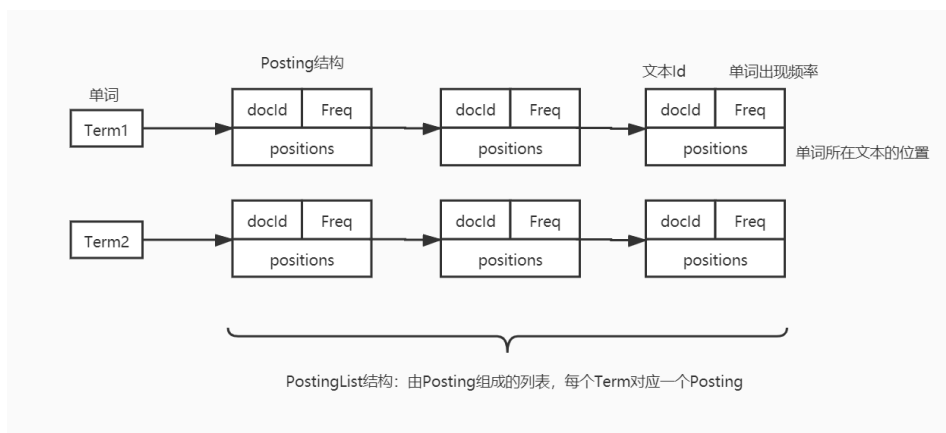 Posting结构
文本Id
单词出现频率
单词
docId
Freq
docId
Freq
docId
Freq
Term1
positions
positions
positions
单词所在文本的位置
docId
Freq
docId
Freq
docId
Freq
Term2
positions
positions
positions
PostingList结构：由Posting组成的列表，每个Term对应一个Posting